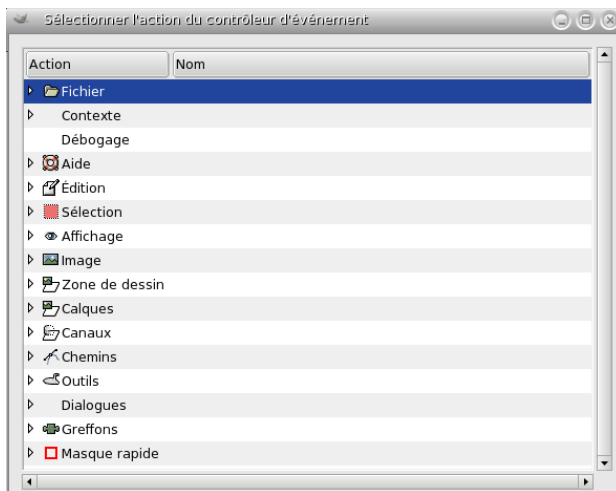 Sélectionner l'action du contrôleur d'événement
Action Nom
Fichier
Contexte
Débogage
Aide
Édition
Sélection
Affichage
Image
Zone de dessin
Calques
Canaux
Chemins
Outils
Dialogues
Greffons
Masque rapide